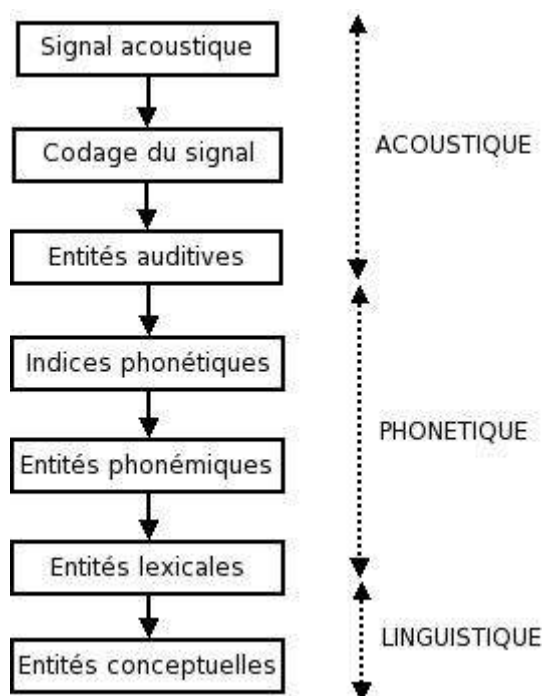 Signal acoustique
Codage du signal
ACOUSTIQUE
Entités auditives
Indices phonétiques
PHONETIQUE
Entités phonémiques
Entités lexicales
LINGUISTIQUE
Entités conceptuelles